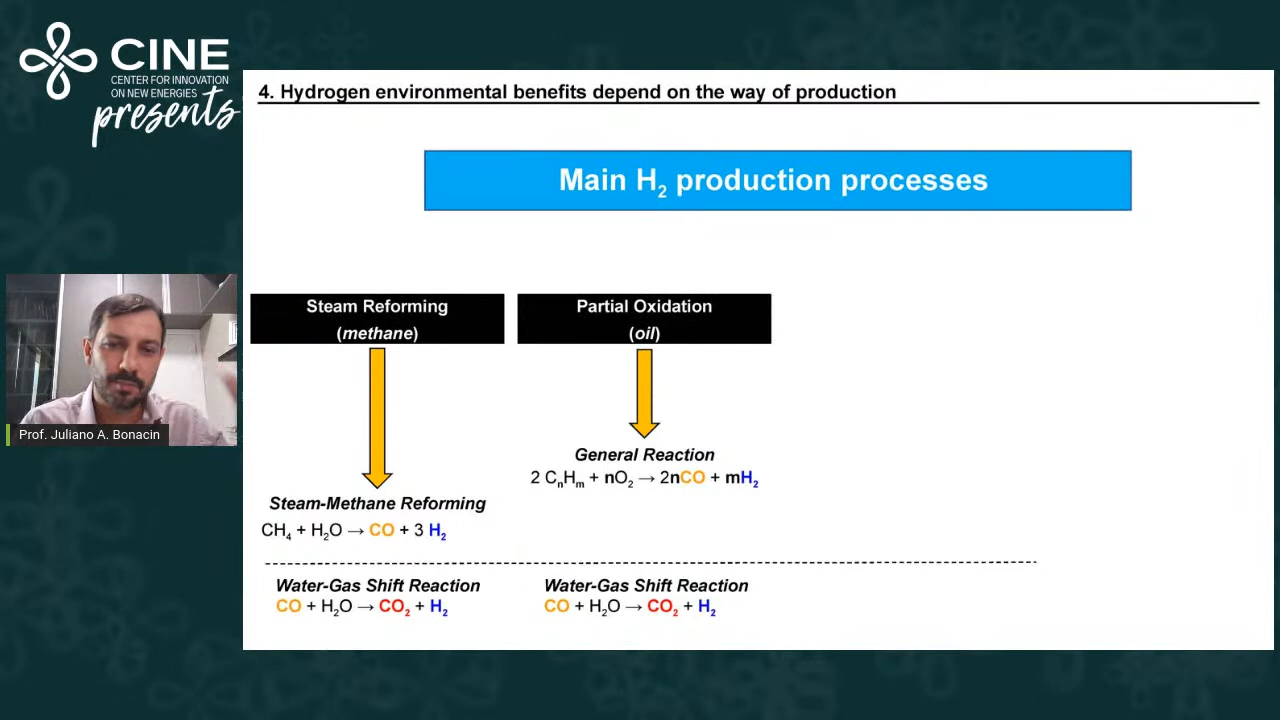 CINE
CENTER FOR INNOVATION
ON NEW ENERGIES
presents
4. Hydrogen environmental benefits depend on the way of production
Main H₂ production processes
Steam Reforming
(methane)
Partial Oxidation
(oil)
General Reaction
2 CₙHₘ + nO₂ → 2nCO + mH₂
Steam-Methane Reforming
CH₄ + H₂O → CO + 3 H₂
Water-Gas Shift Reaction
CO + H₂O → CO₂ + H₂
Water-Gas Shift Reaction
CO + H₂O → CO₂ + H₂
Prof. Juliano A. Bonacin